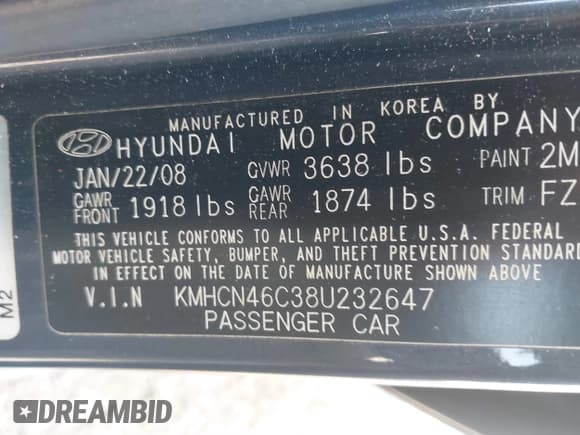 MANUFACTURED IN KOREA BY
HYUNDAI MOTOR COMPANY
JAN/22/08 GVWR 3638 lbs PAINT 2M
GAWR FRONT 1918 lbs GAWR REAR 1874 lbs TRIM FZ
THIS VEHICLE CONFORMS TO ALL APPLICABLE U.S.A. FEDERAL
MOTOR VEHICLE SAFETY, BUMPER, AND THEFT PREVENTION STANDARD
IN EFFECT ON THE DATE OF MANUFACTURE SHOWN ABOVE
V.I.N KMHCN46C38U232647
PASSENGER CAR
M2
DREAMBID